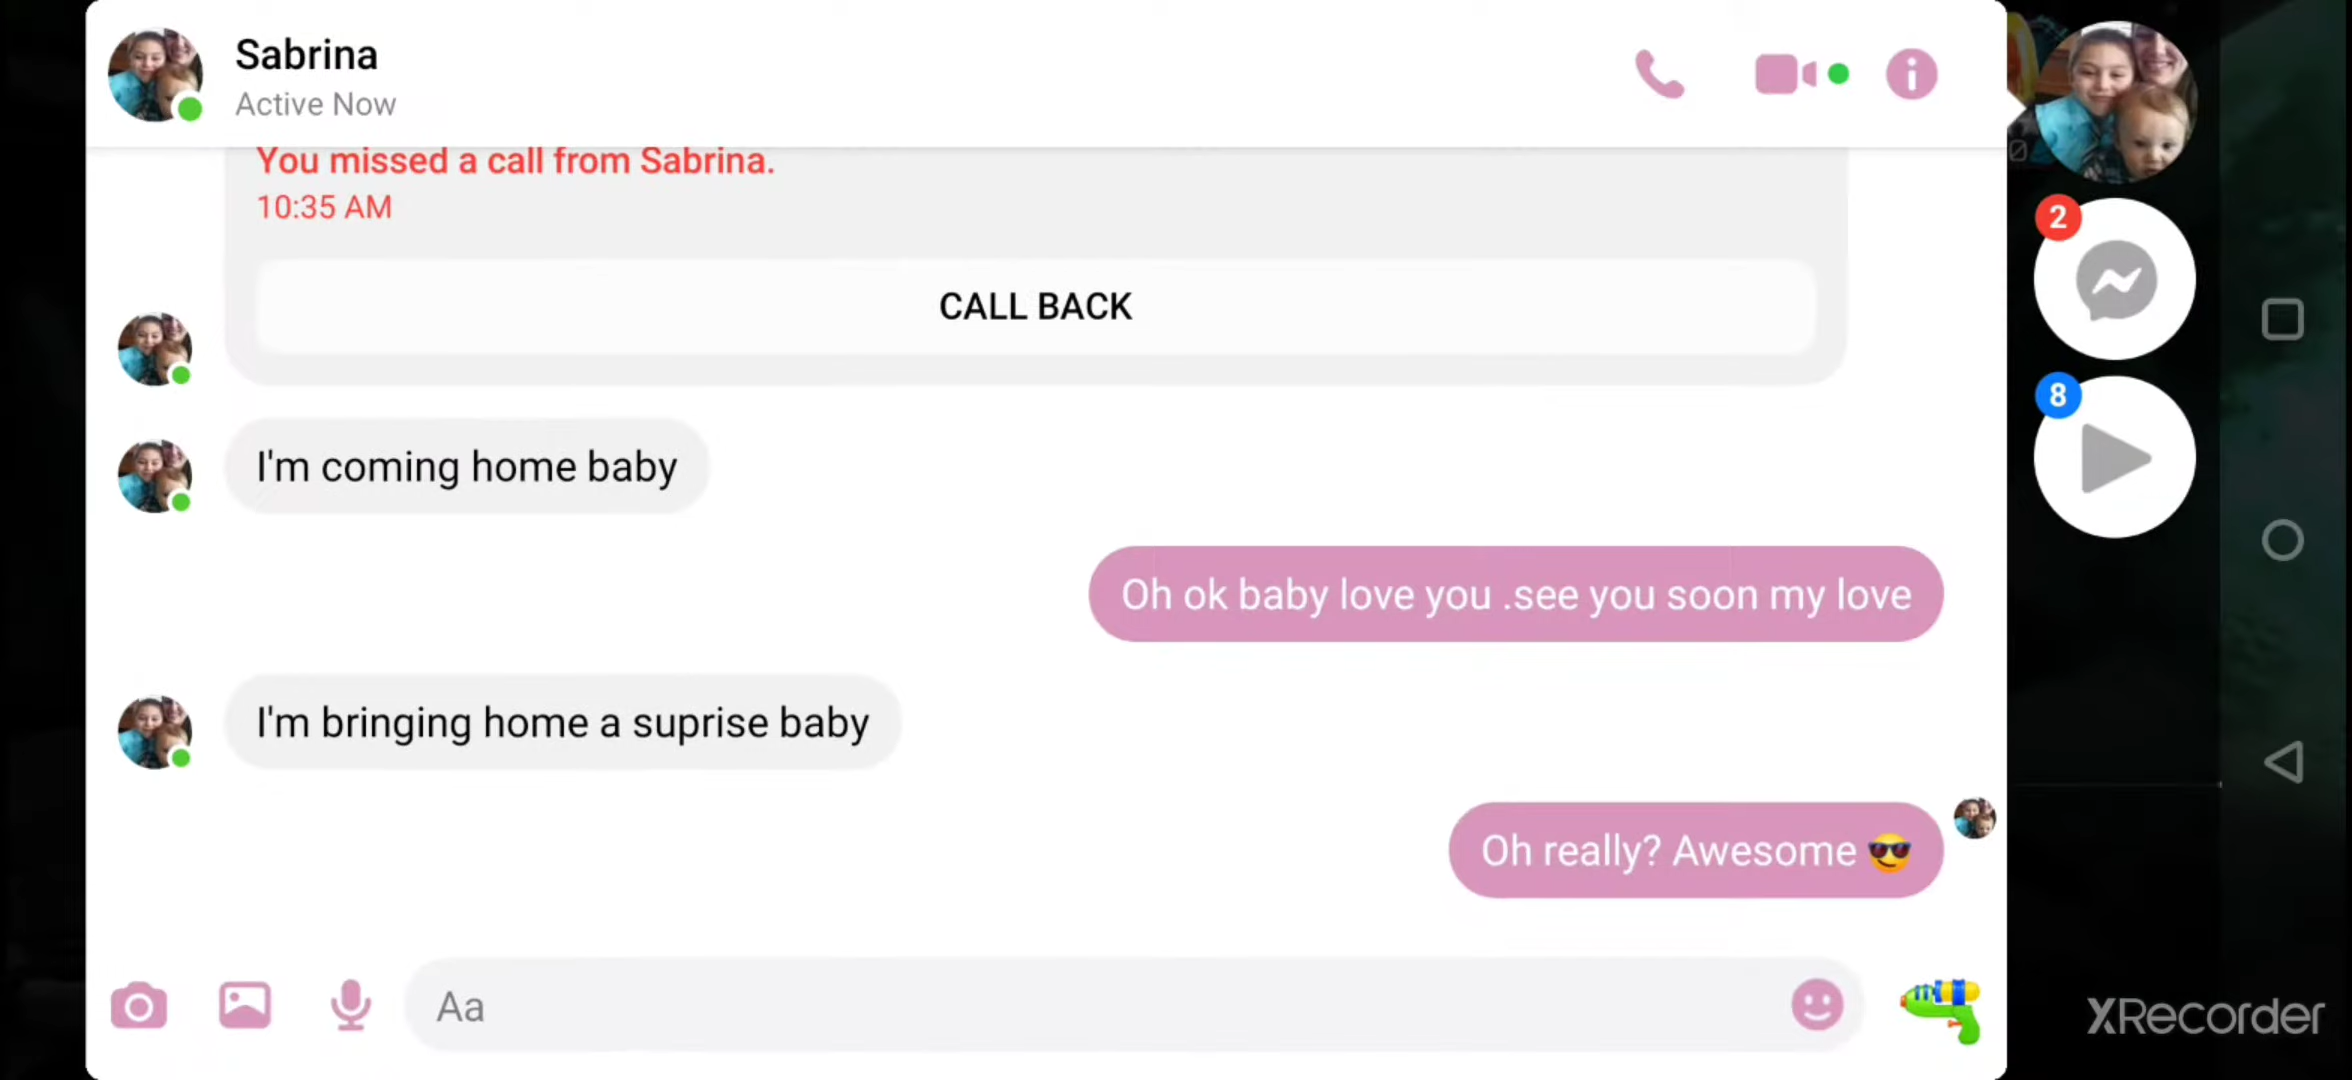 Sabrina
Active Now
You missed a call from Sabrina.
10:35 AM
CALL BACK
I'm coming home baby
Oh ok baby love you .see you soon my love
I'm bringing home a suprise baby
Oh really? Awesome 😎
Aa
2
8
XRecorder